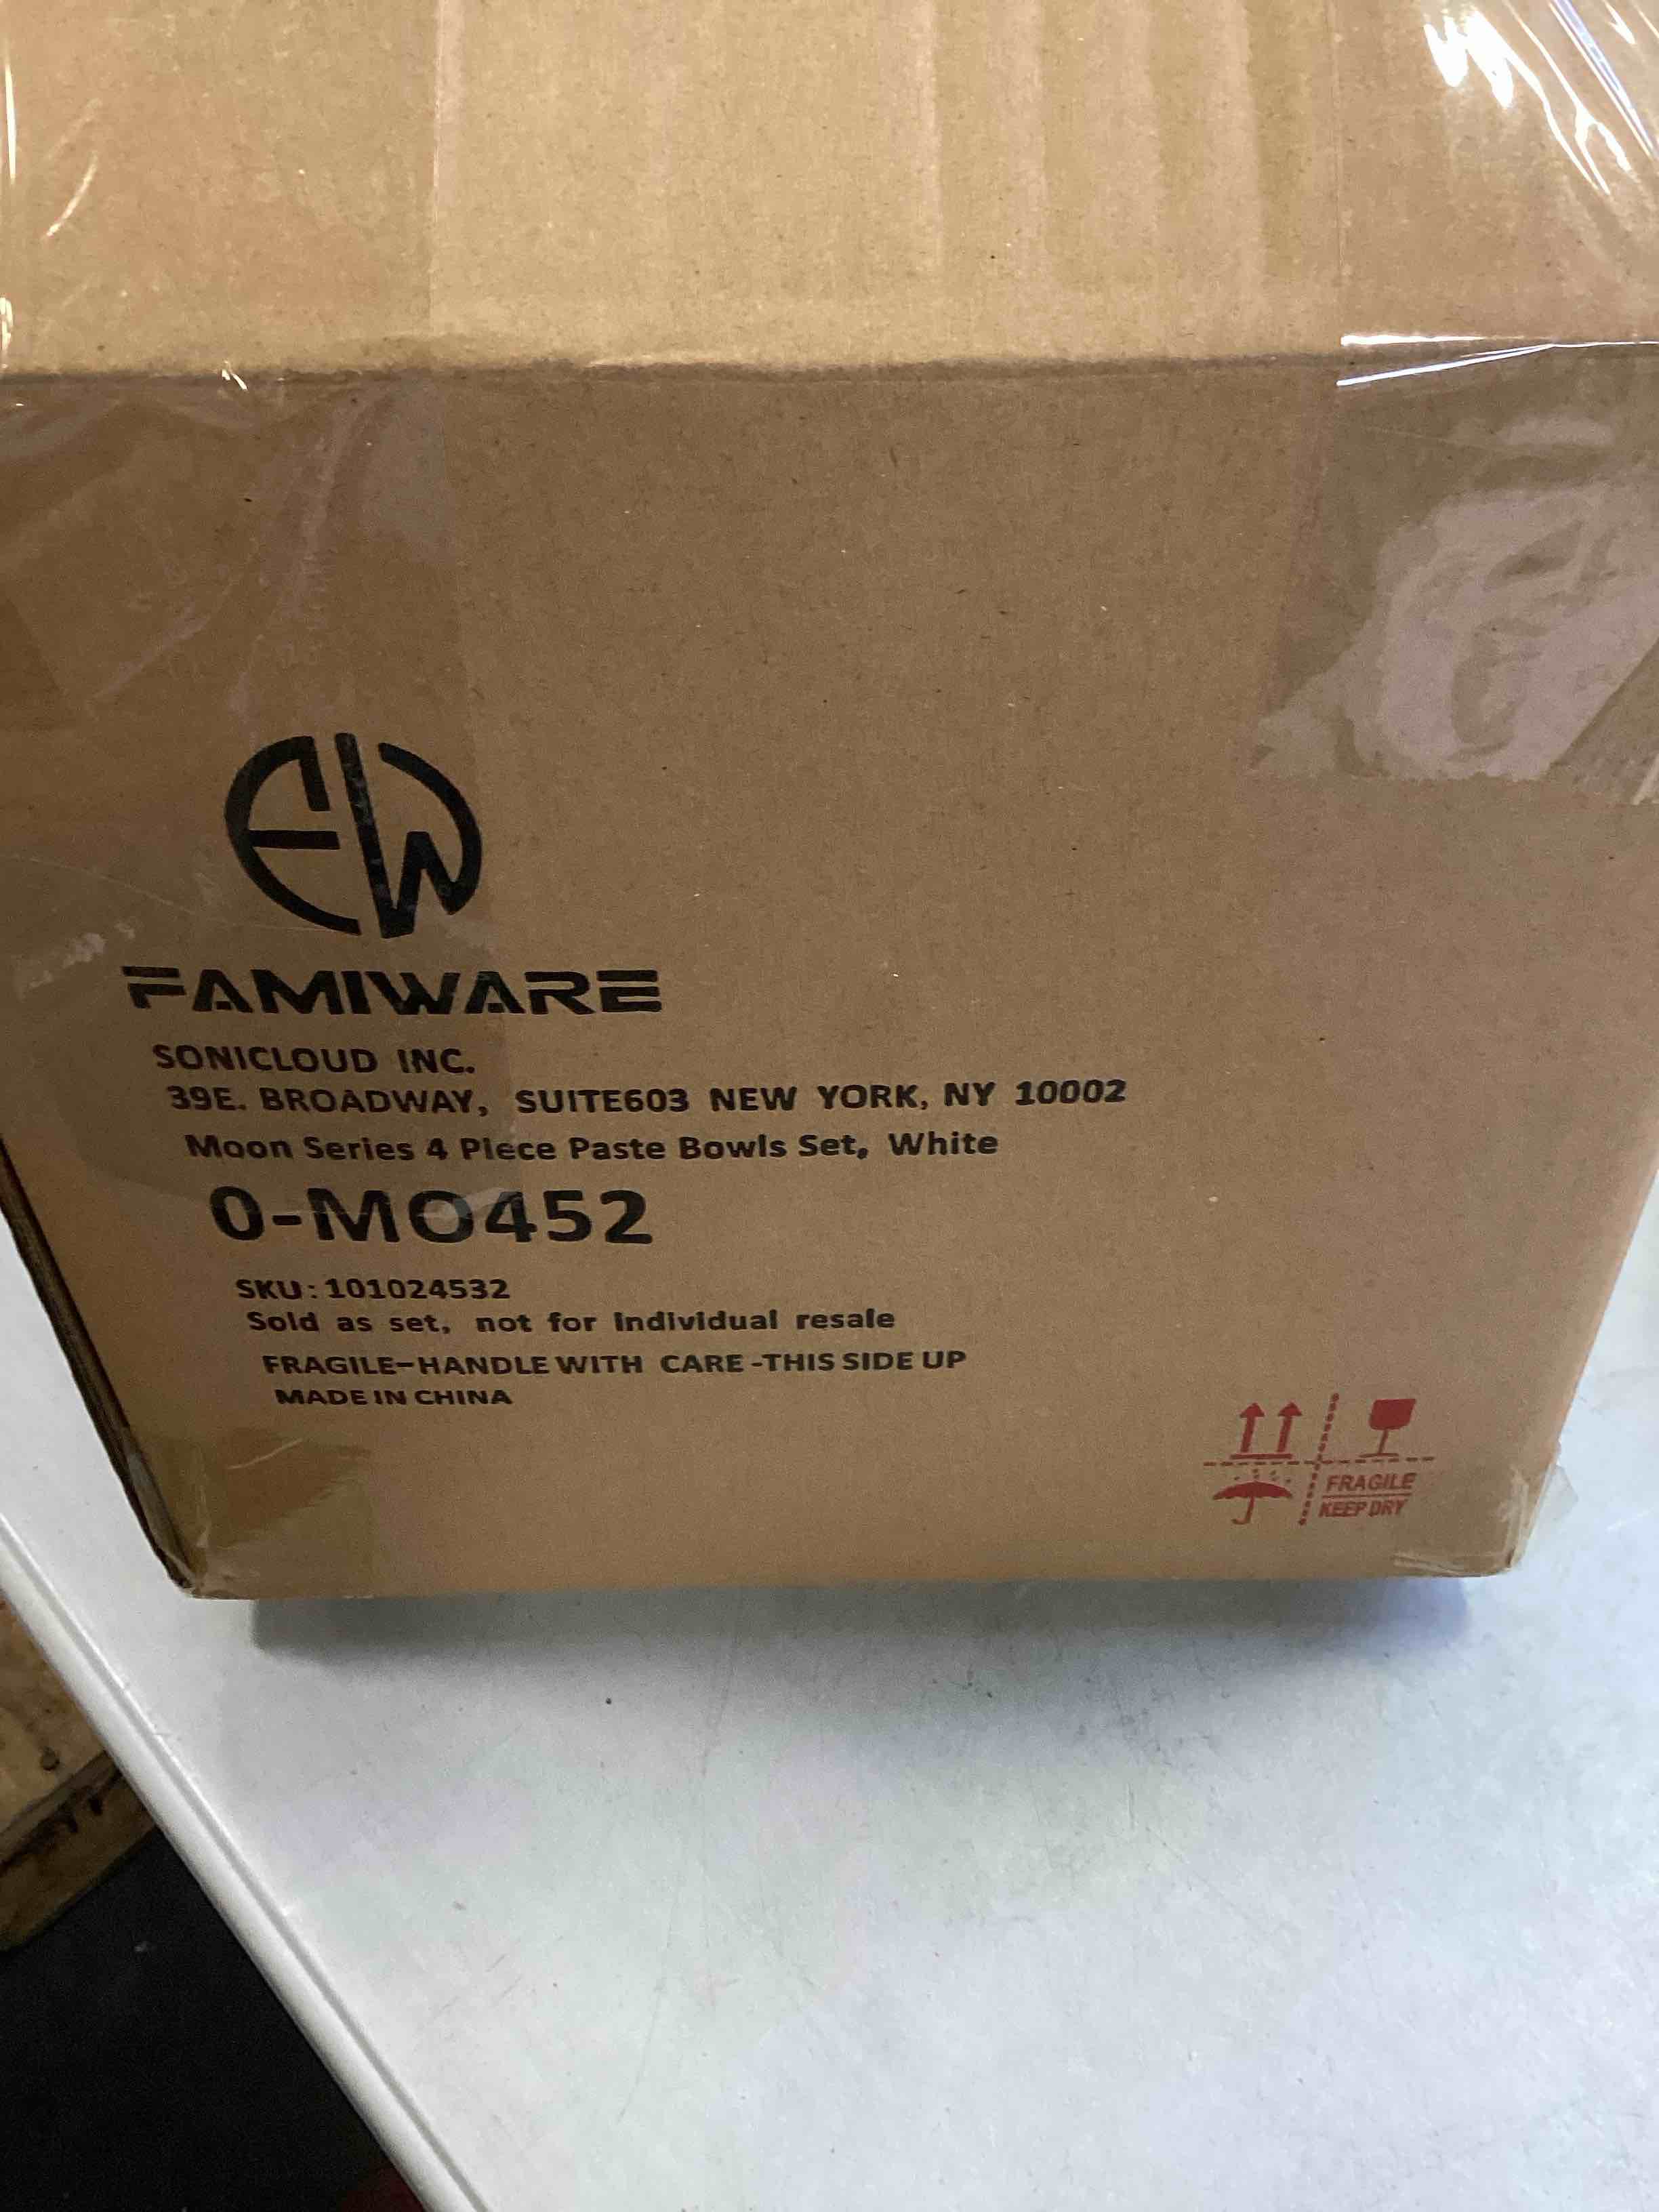 FW
FAMIWARE
SONICLOUD INC.
39E. BROADWAY, SUITE603 NEW YORK, NY 10002
Moon Series 4 Piece Paste Bowls Set, White
0-MO452
SKU:101024532
Sold as set, not for individual resale
FRAGILE-HANDLE WITH CARE -THIS SIDE UP
MADE IN CHINA
FRAGILE
KEEP DRY